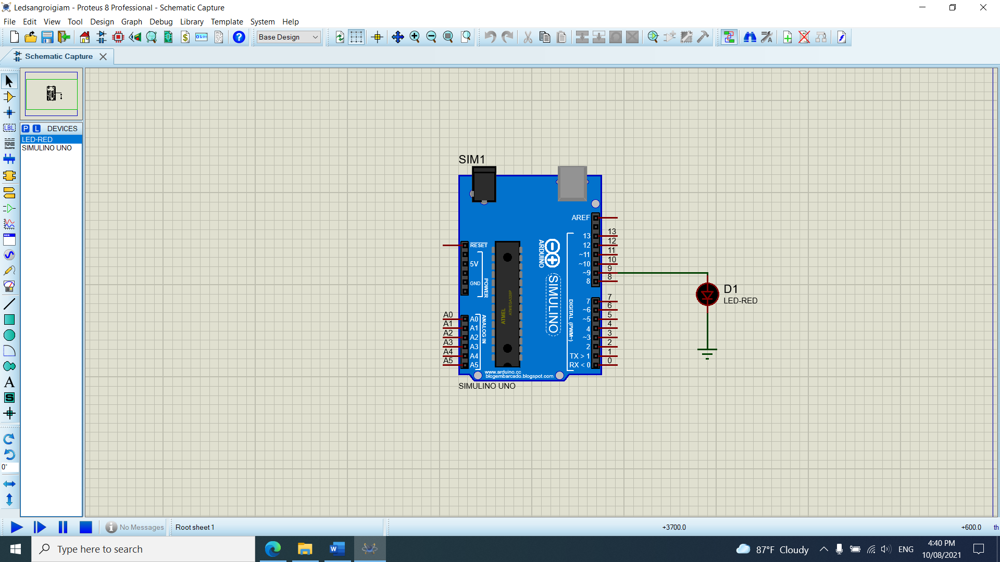 Ledsangroigiam - Proteus 8 Professional - Schematic Capture
File Edit View Tool Design Graph Debug Library Template System Help
Base Design
Schematic Capture
P L DEVICES
LED-RED
SIMULINO UNO
LBL
A
S
0°
SIM1
AREF
13 13
12 12
~11 11
~10 10
~9 9
8 8
RESET
5V
GND
POWER
ARDUINO
SIMULINO
ATMEL
ATMEGA328P
DIGITAL (PWM~)
7 7
~6 6
~5 5
4 4
~3 3
2 2
TX > 1 1
RX < 0 0
ANALOG IN
A0 A0
A1 A1
A2 A2
A3 A3
A4 A4
A5 A5
www.arduino.cc
blogembarcado.blogspot.com
SIMULINO UNO
D1
LED-RED
No Messages
Root sheet 1
+3700.0
+600.0
th
Type here to search
87°F Cloudy
ENG
4:40 PM
10/08/2021